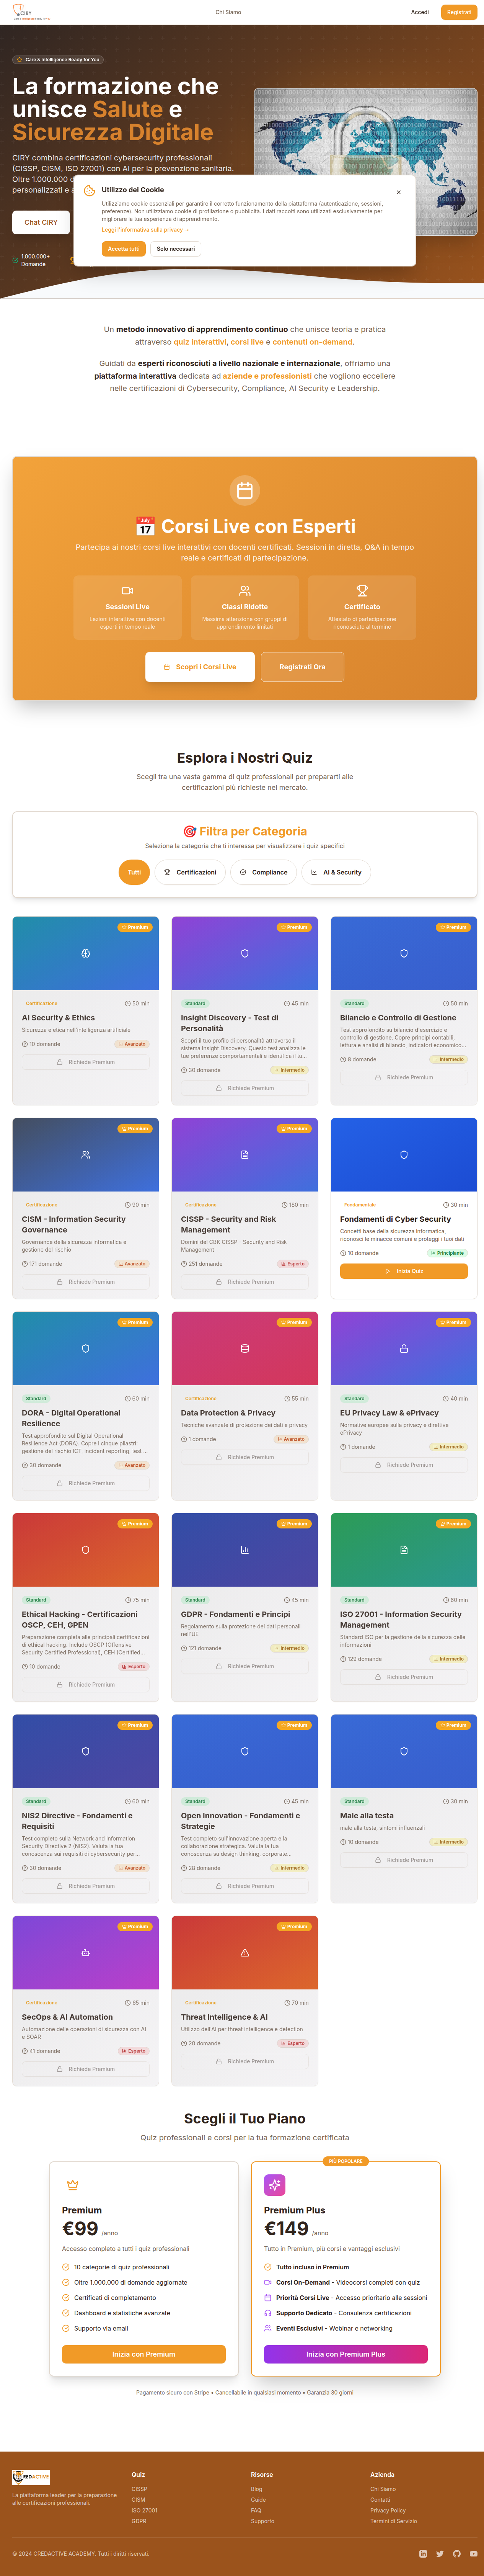 CIRY
Chi Siamo
Accedi
Registrati
Care & Intelligence Ready for You
La formazione che
unisce Salute e
Sicurezza Digitale
CIRY combina certificazioni cybersecurity professionali
(CISSP, CISM, ISO 27001) con AI per la prevenzione sanitaria.
Oltre 1.000.000
personalizzati e
Chat CIRY
1.000.000+
Domande
Utilizzo dei Cookie
Utilizziamo cookie essenziali per garantire il corretto funzionamento della piattaforma (autenticazione, sessioni,
preferenze). Non utilizziamo cookie di profilazione o pubblicità. I dati raccolti sono utilizzati esclusivamente per
migliorare la tua esperienza di apprendimento.
Leggi l'informativa sulla privacy →
Accetta tutti
Solo necessari
Un metodo innovativo di apprendimento continuo che unisce teoria e pratica
attraverso quiz interattivi, corsi live e contenuti on-demand.
Guidati da esperti riconosciuti a livello nazionale e internazionale, offriamo una
piattaforma interattiva dedicata ad aziende e professionisti che vogliono eccellere
nelle certificazioni di Cybersecurity, Compliance, AI Security e Leadership.
📅 Corsi Live con Esperti
Partecipa ai nostri corsi live interattivi con docenti certificati. Sessioni in diretta, Q&A in tempo
reale e certificati di partecipazione.
Sessioni Live
Lezioni interattive con docenti
esperti in tempo reale
Classi Ridotte
Massima attenzione con gruppi di
apprendimento limitati
Certificato
Attestato di partecipazione
riconosciuto al termine
Scopri i Corsi Live
Registrati Ora
Esplora i Nostri Quiz
Scegli tra una vasta gamma di quiz professionali per prepararti alle
certificazioni più richieste nel mercato.
🎯 Filtra per Categoria
Seleziona la categoria che ti interessa per visualizzare i quiz specifici
Tutti
Certificazioni
Compliance
AI & Security
Premium
Certificazione
50 min
AI Security & Ethics
Sicurezza e etica nell'intelligenza artificiale
10 domande
Avanzato
Richiede Premium
Premium
Standard
45 min
Insight Discovery - Test di
Personalità
Scopri il tuo profilo di personalità attraverso il
sistema Insight Discovery. Questo test analizza le
tue preferenze comportamentali e identifica il tu...
30 domande
Intermedio
Richiede Premium
Premium
Standard
50 min
Bilancio e Controllo di Gestione
Test approfondito su bilancio d'esercizio e
controllo di gestione. Copre principi contabili,
lettura e analisi di bilancio, indicatori economico...
8 domande
Intermedio
Richiede Premium
Premium
Certificazione
90 min
CISM - Information Security
Governance
Governance della sicurezza informatica e
gestione del rischio
171 domande
Avanzato
Richiede Premium
Premium
Certificazione
180 min
CISSP - Security and Risk
Management
Domini del CBK CISSP - Security and Risk
Management
251 domande
Esperto
Richiede Premium
Fondamentale
30 min
Fondamenti di Cyber Security
Concetti base della sicurezza informatica,
riconosci le minacce comuni e proteggi i tuoi dati
10 domande
Principiante
Inizia Quiz
Premium
Standard
60 min
DORA - Digital Operational
Resilience
Test approfondito sul Digital Operational
Resilience Act (DORA). Copre i cinque pilastri:
gestione dei rischio ICT, incident reporting, test ...
30 domande
Avanzato
Richiede Premium
Premium
Certificazione
55 min
Data Protection & Privacy
Tecniche avanzate di protezione dei dati e privacy
1 domande
Avanzato
Richiede Premium
Premium
Standard
40 min
EU Privacy Law & ePrivacy
Normative europee sulla privacy e direttive
ePrivacy
1 domande
Intermedio
Richiede Premium
Premium
Standard
75 min
Ethical Hacking - Certificazioni
OSCP, CEH, GPEN
Preparazione completa alle principali certificazioni
di ethical hacking. Include OSCP (Offensive
Security Certified Professional), CEH (Certified...
10 domande
Esperto
Richiede Premium
Premium
Standard
45 min
GDPR - Fondamenti e Principi
Regolamento sulla protezione dei dati personali
nell'UE
121 domande
Intermedio
Richiede Premium
Premium
Standard
60 min
ISO 27001 - Information Security
Management
Standard ISO per la gestione della sicurezza delle
informazioni
129 domande
Intermedio
Richiede Premium
Premium
Standard
60 min
NIS2 Directive - Fondamenti e
Requisiti
Test completo sulla Network and Information
Security Directive 2 (NIS2). Valuta la tua
conoscenza sui requisiti di cybersecurity per...
30 domande
Avanzato
Richiede Premium
Premium
Standard
45 min
Open Innovation - Fondamenti e
Strategie
Test completo sull'innovazione aperta e la
collaborazione strategica. Valuta la tua
conoscenza su design thinking, corporate...
28 domande
Intermedio
Richiede Premium
Premium
Standard
30 min
Male alla testa
male alla testa, sintomi influenzali
10 domande
Intermedio
Richiede Premium
Premium
Certificazione
65 min
SecOps & AI Automation
Automazione delle operazioni di sicurezza con AI
e SOAR
41 domande
Esperto
Richiede Premium
Premium
Certificazione
70 min
Threat Intelligence & AI
Utilizzo dell'AI per threat intelligence e detection
20 domande
Esperto
Richiede Premium
Scegli il Tuo Piano
Quiz professionali e corsi per la tua formazione certificata
Premium
€99 /anno
Accesso completo a tutti i quiz professionali
10 categorie di quiz professionali
Oltre 1.000.000 di domande aggiornate
Certificati di completamento
Dashboard e statistiche avanzate
Supporto via email
Inizia con Premium
PIÙ POPOLARE
Premium Plus
€149 /anno
Tutto in Premium, più corsi e vantaggi esclusivi
Tutto incluso in Premium
Corsi On-Demand - Videocorsi completi con quiz
Priorità Corsi Live - Accesso prioritario alle sessioni
Supporto Dedicato - Consulenza certificazioni
Eventi Esclusivi - Webinar e networking
Inizia con Premium Plus
Pagamento sicuro con Stripe • Cancellabile in qualsiasi momento • Garanzia 30 giorni
CREDACTIVE
La piattaforma leader per la preparazione
alle certificazioni professionali.
Quiz
CISSP
CISM
ISO 27001
GDPR
Risorse
Blog
Guide
FAQ
Supporto
Azienda
Chi Siamo
Contatti
Privacy Policy
Termini di Servizio
© 2024 CREDACTIVE ACADEMY. Tutti i diritti riservati.